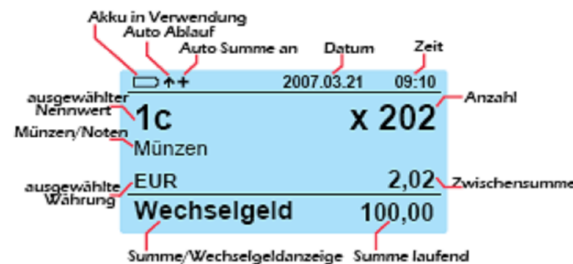 Akku in Verwendung
Auto Ablauf
Auto Summe an
Datum
Zeit
2007.03.21 09:10
ausgewählter
Nennwert
1c x 202
Anzahl
Münzen/Noten
Münzen
ausgewählte
Währung
EUR 2,02
Zwischensumme
Wechselgeld 100,00
Summe/Wechselgeldanzeige Summe laufend